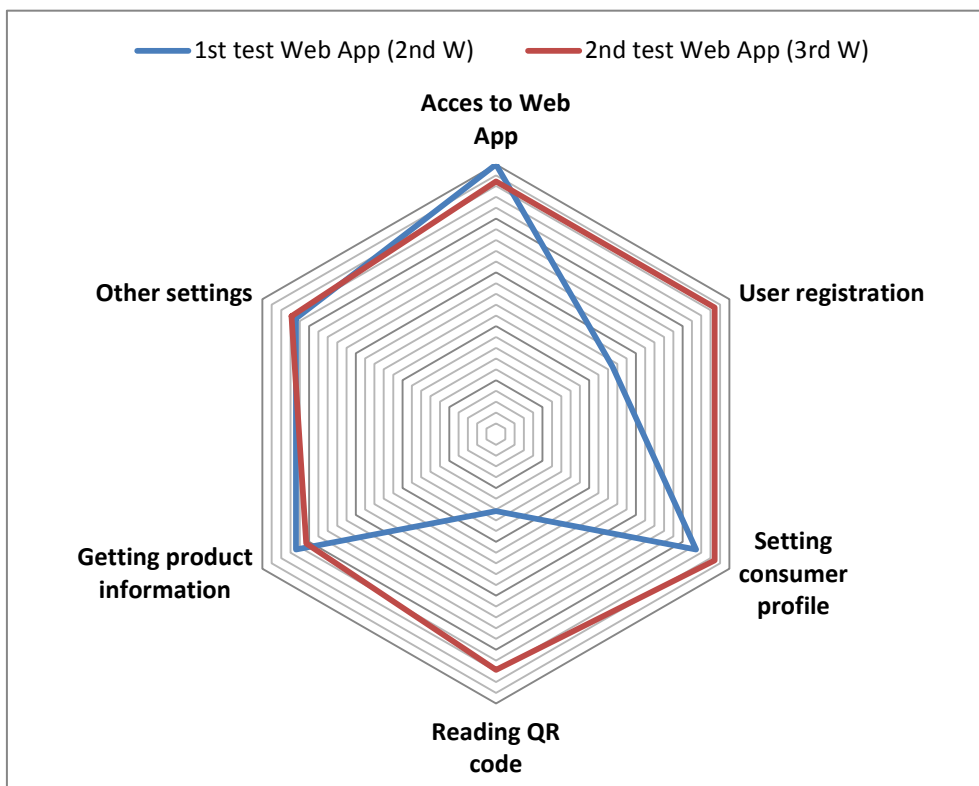 1st test Web App (2nd W)
2nd test Web App (3rd W)
Acces to Web
App
User registration
Setting
consumer
profile
Reading QR
code
Getting product
information
Other settings